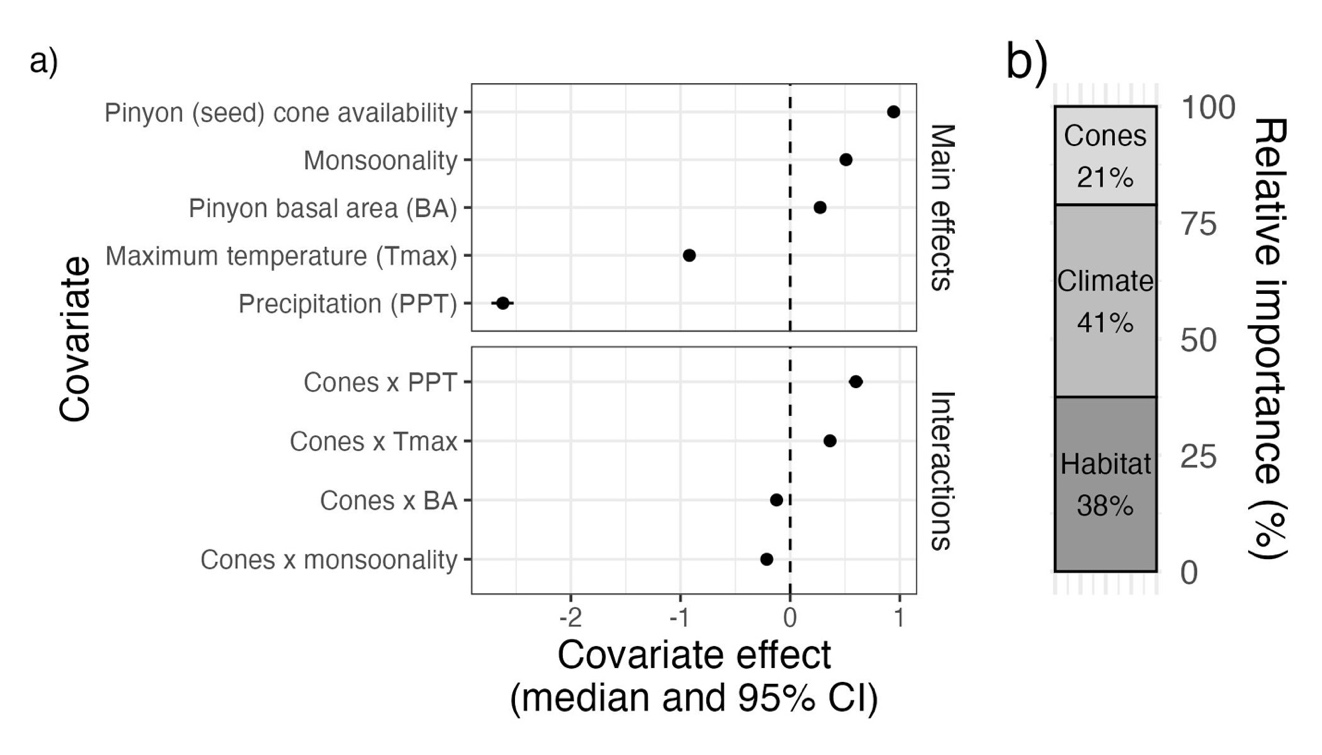 a)
Covariate
Pinyon (seed) cone availability
Monsoonality
Pinyon basal area (BA)
Maximum temperature (Tmax)
Precipitation (PPT)
Main effects
Cones x PPT
Cones x Tmax
Cones x BA
Cones x monsoonality
Interactions
-2 -1 0 1
Covariate effect
(median and 95% CI)
b)
Cones
21%
Climate
41%
Habitat
38%
100
75
50
25
0
Relative importance (%)